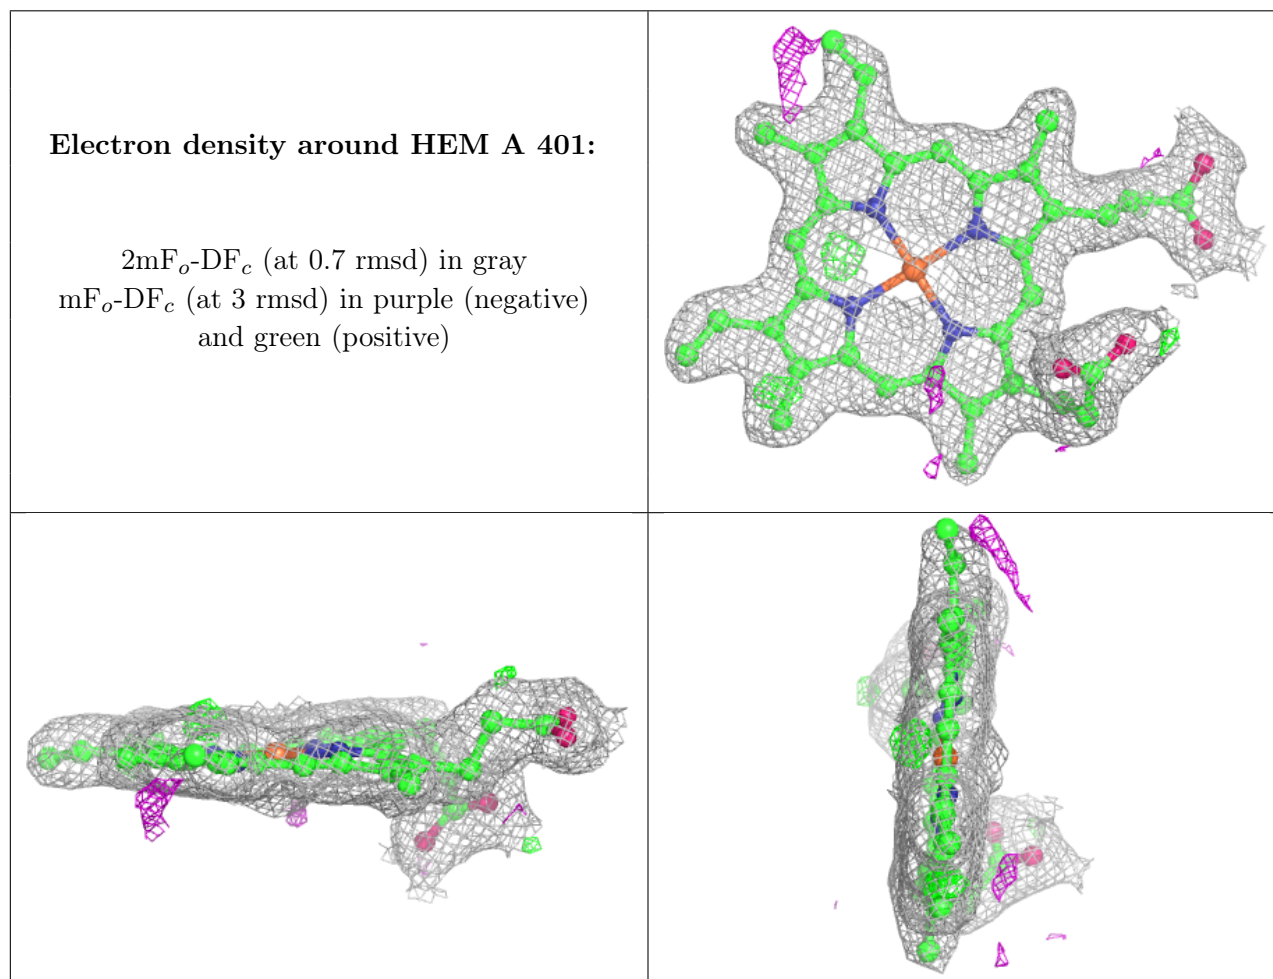 Electron density around HEM A 401:
2mFo-DFc (at 0.7 rmsd) in gray
mFo-DFc (at 3 rmsd) in purple (negative)
and green (positive)